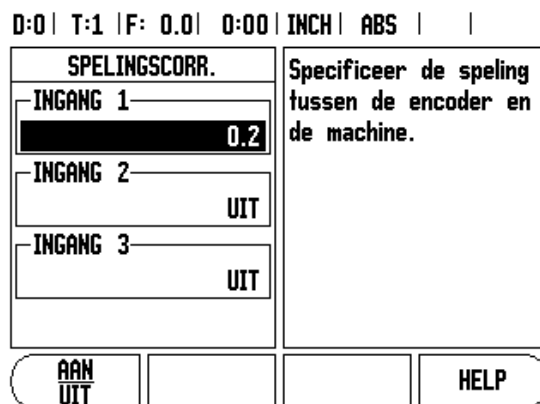 D:0 | T:1 | F: 0.0 | 0:00 | INCH | ABS | |
SPELINGSCORR.
INGANG 1
0.2
INGANG 2
UIT
INGANG 3
UIT
Specificeer de speling
tussen de encoder en
de machine.
AAN
UIT
HELP